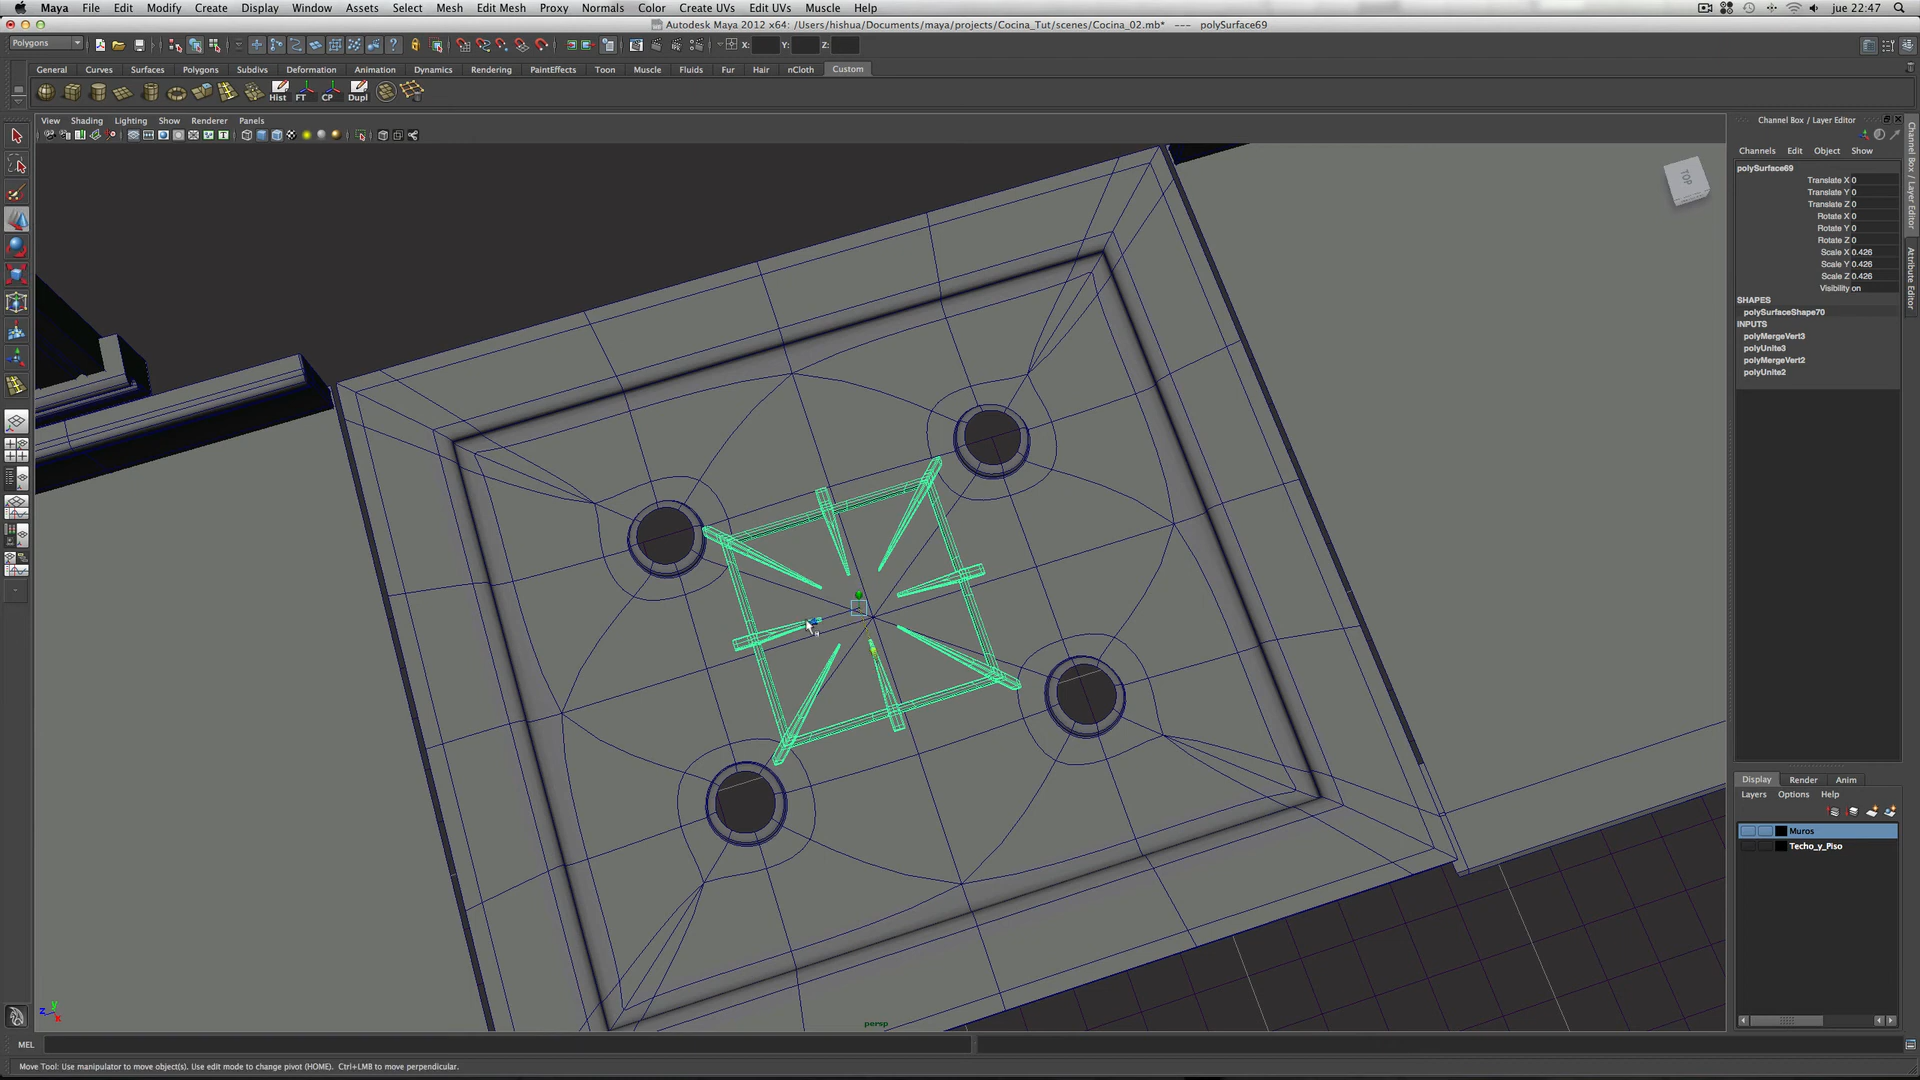 Maya File Edit Modify Create Display Window Assets Select Mesh Edit Mesh Proxy Normals Color Create UVs Edit UVs Muscle Help jue 22:47
Autodesk Maya 2012 x64: /Users/hishua/Documents/maya/projects/Cocina_Tut/scenes/Cocina_02.mb* --- polySurface69
Polygons X: Y: Z:
General Curves Surfaces Polygons Subdivs Deformation Animation Dynamics Rendering PaintEffects Toon Muscle Fluids Fur Hair nCloth Custom
Hist FT CP Dupl
View Shading Lighting Show Renderer Panels
Channel Box / Layer Editor
Channels Edit Object Show
polySurface69
Translate X 0
Translate Y 0
Translate Z 0
Rotate X 0
Rotate Y 0
Rotate Z 0
Scale X 0.426
Scale Y 0.426
Scale Z 0.426
Visibility on
SHAPES
polySurfaceShape70
INPUTS
polyMergeVert3
polyUnite3
polyMergeVert2
polyUnite2
Channel Box / Layer Editor
Attribute Editor
TOP
Display Render Anim
Layers Options Help
Muros
Techo_y_Piso
y
z
x
persp
MEL
Move Tool: Use manipulator to move object(s). Use edit mode to change pivot (HOME). Ctrl+LMB to move perpendicular.